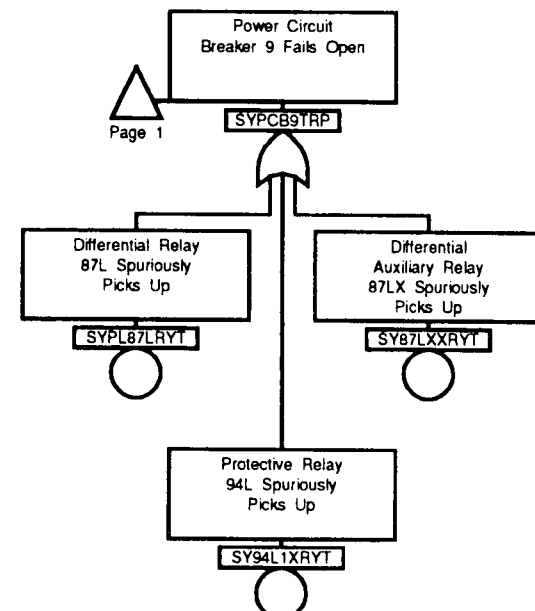 Power Circuit
Breaker 9 Fails Open
Page 1
SYPCB9TRP
Differential Relay
87L Spuriously
Picks Up
SYPL87LRYT
Differential
Auxiliary Relay
87LX Spuriously
Picks Up
SY87LXXRYT
Protective Relay
94L Spuriously
Picks Up
SY94L1XRYT